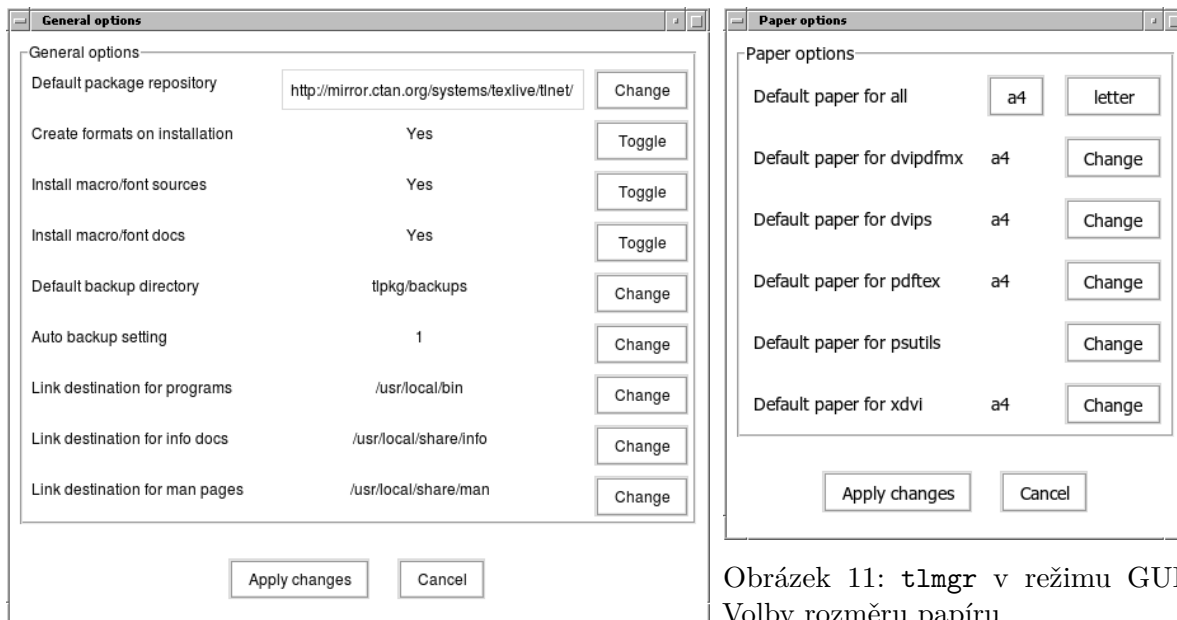 General options
General options
Default package repository http://mirror.ctan.org/systems/texlive/tlnet/ Change
Create formats on installation Yes Toggle
Install macro/font sources Yes Toggle
Install macro/font docs Yes Toggle
Default backup directory tlpkg/backups Change
Auto backup setting 1 Change
Link destination for programs /usr/local/bin Change
Link destination for info docs /usr/local/share/info Change
Link destination for man pages /usr/local/share/man Change
Apply changes Cancel
Paper options
Paper options
Default paper for all a4 letter
Default paper for dvipdfmx a4 Change
Default paper for dvips a4 Change
Default paper for pdftex a4 Change
Default paper for psutils Change
Default paper for xdvi a4 Change
Apply changes Cancel
Obrázek 11: tlmgr v režimu GUI
Volby rozměru papíru